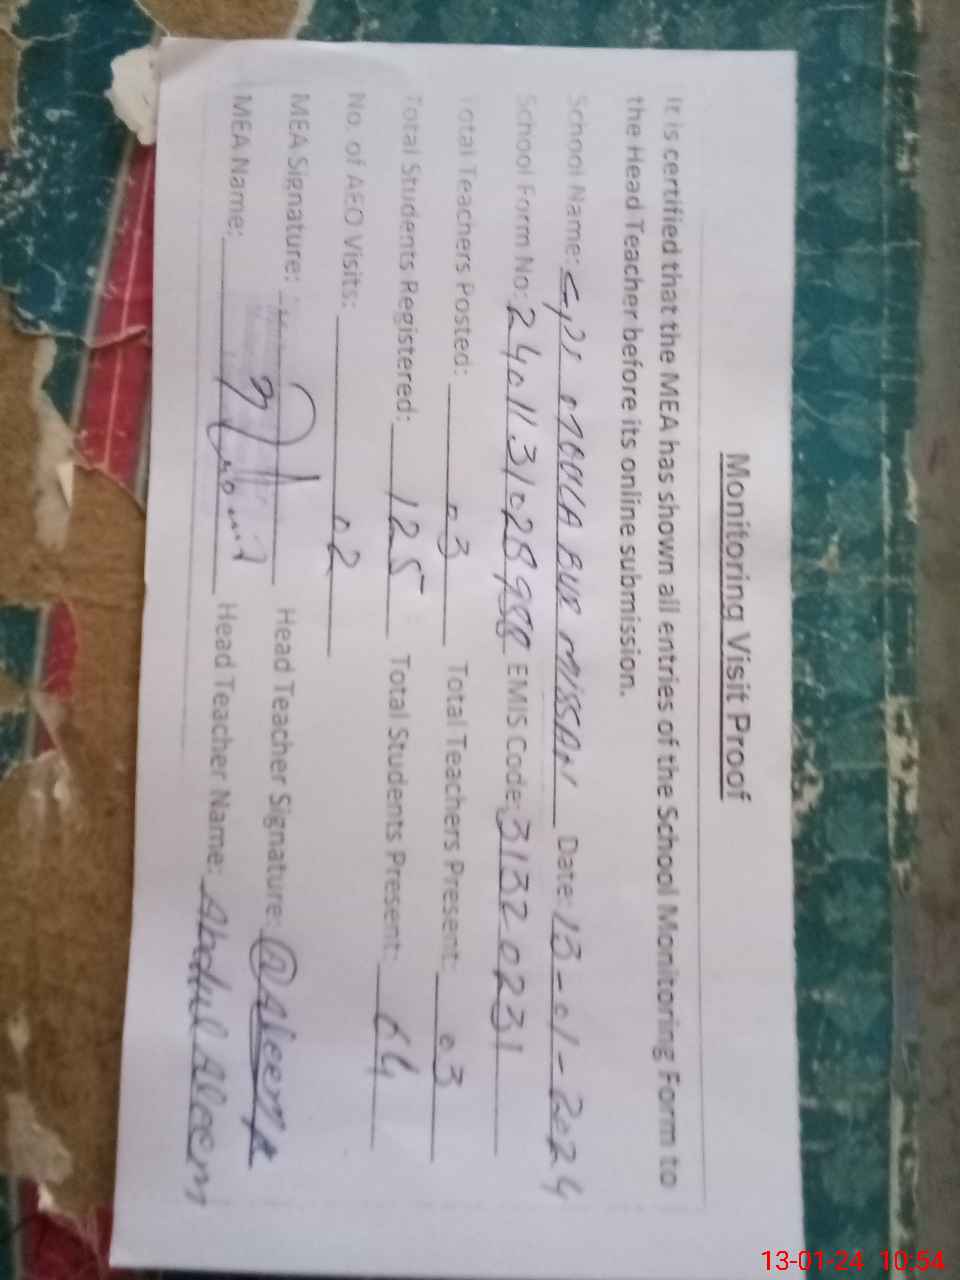 Monitoring Visit Proof
It is certified that the MEA has shown all entries of the School Monitoring Form to
the Head Teacher before its online submission.
School Name: MOOLA BUX MISSAN Date: 13-01-2024
School Form No: EMIS Code: 31320231
Total Teachers Posted: 03 Total Teachers Present: 03
Total Students Registered: 125 Total Students Present: 64
No. of AEO Visits: 02
MEA Signature: Head Teacher Signature: @Aleem
MEA Name: Head Teacher Name: Abdul Aleem
13-01-24 10:54